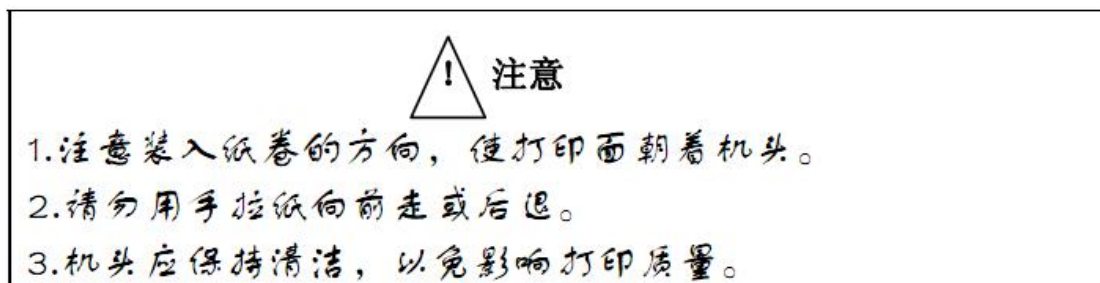 ! 注意
1.注意装入纸卷的方向，使打印面朝着机头。
2.请勿用手拉纸向前走或后退。
3.机头应保持清洁，以免影响打印质量。